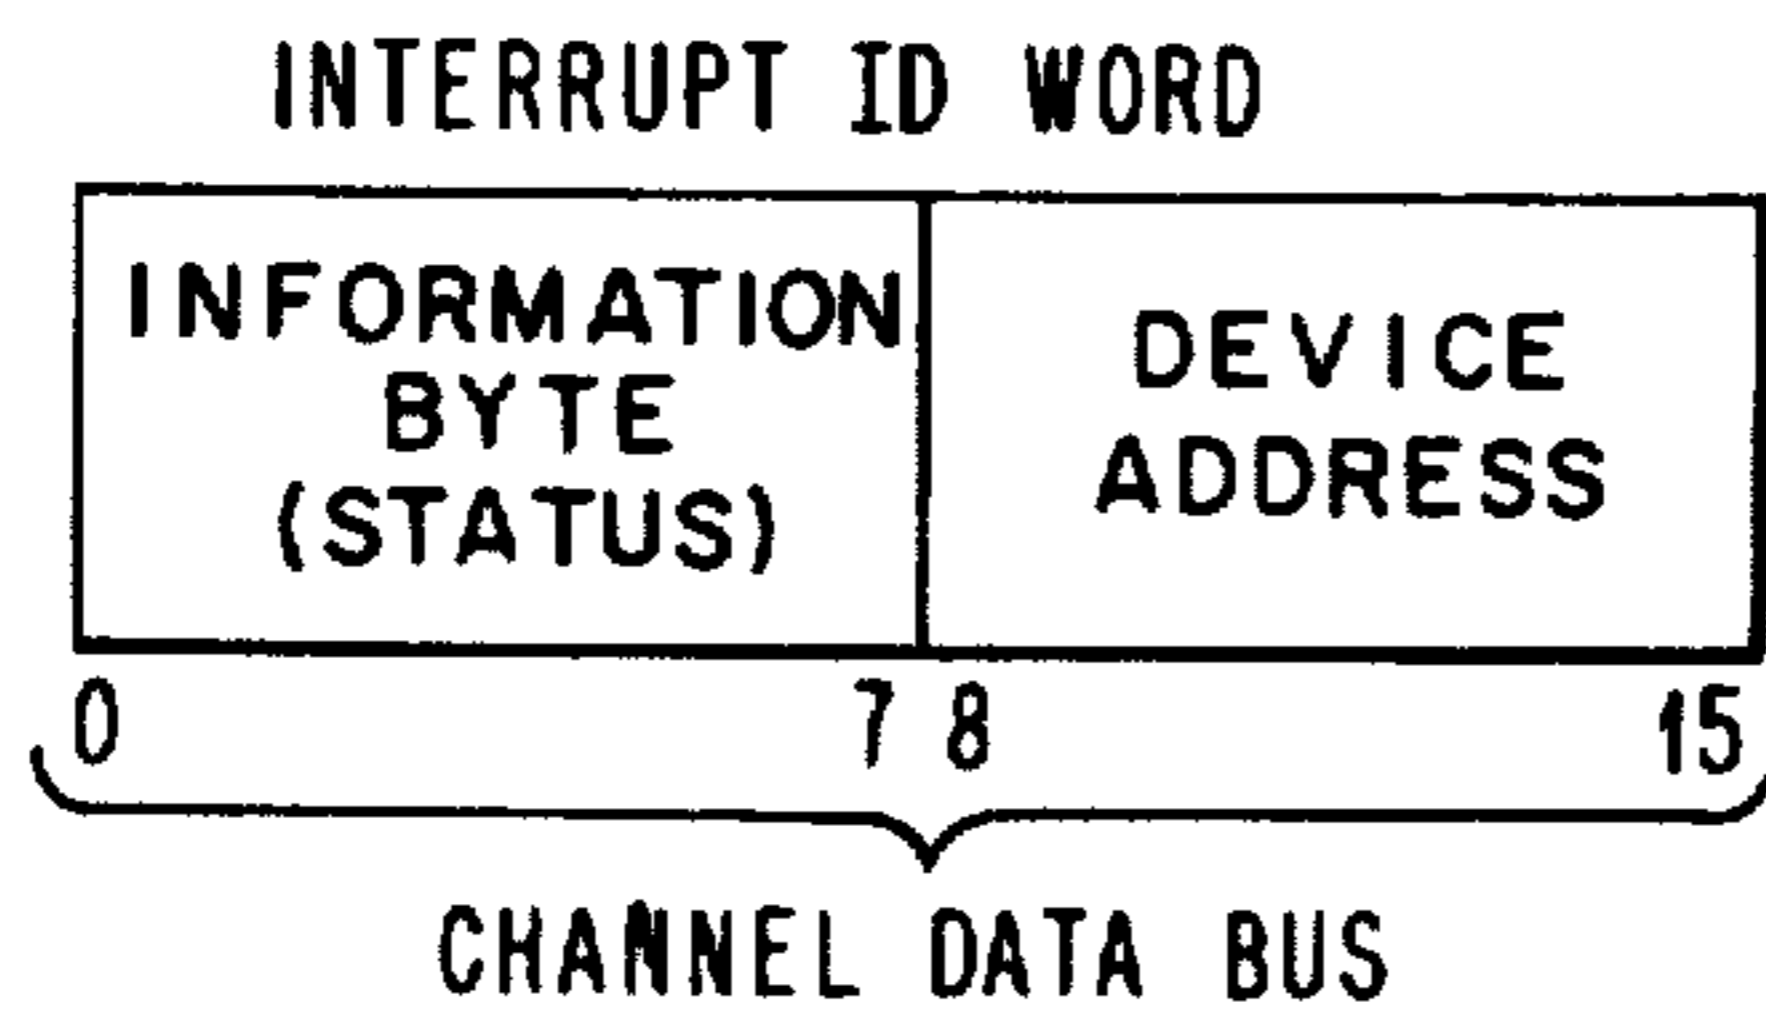 INTERRUPT ID WORD
INFORMATION
BYTE
(STATUS)
DEVICE
ADDRESS
0 7 8 15
CHANNEL DATA BUS